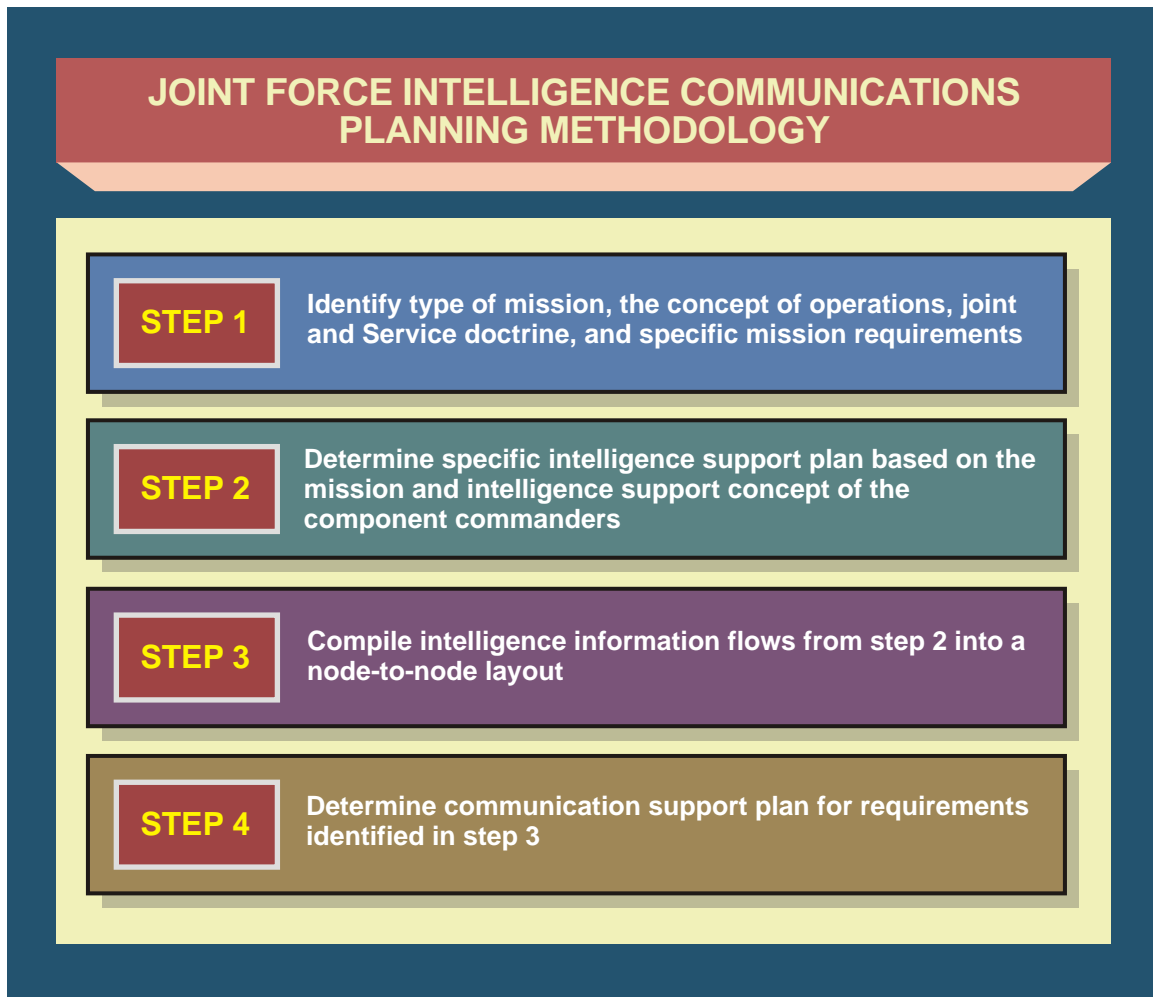 JOINT FORCE INTELLIGENCE COMMUNICATIONS
PLANNING METHODOLOGY
STEP 1
Identify type of mission, the concept of operations, joint
and Service doctrine, and specific mission requirements
STEP 2
Determine specific intelligence support plan based on the
mission and intelligence support concept of the
component commanders
STEP 3
Compile intelligence information flows from step 2 into a
node-to-node layout
STEP 4
Determine communication support plan for requirements
identified in step 3